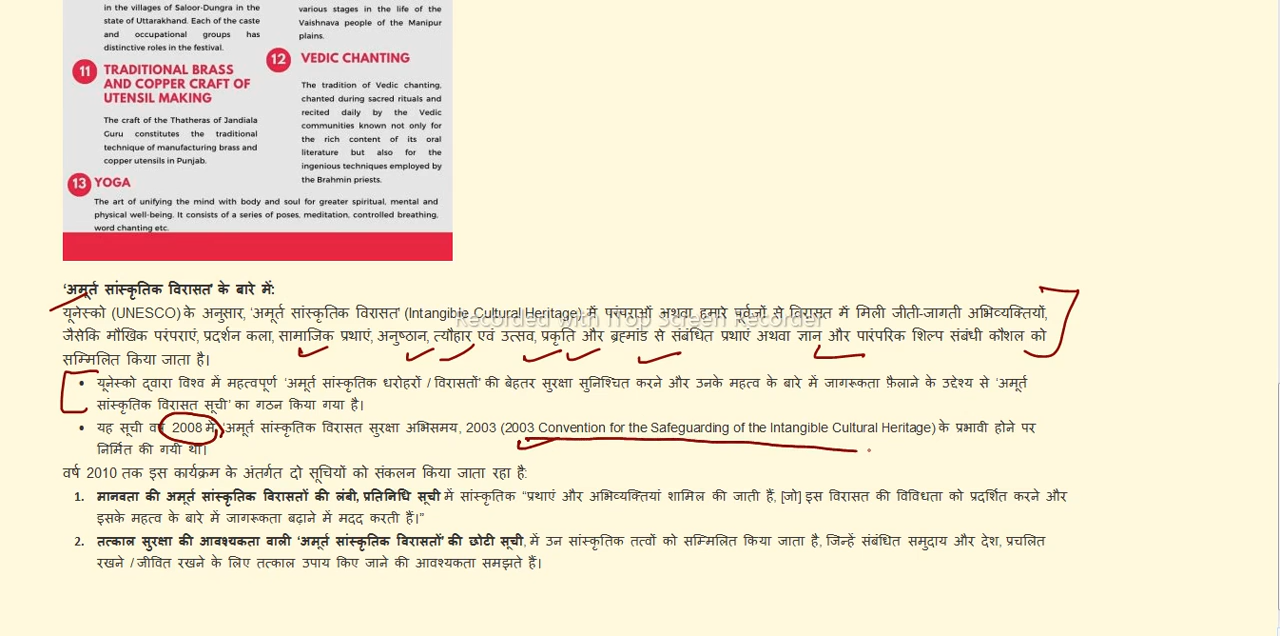 in the villages of Saloor-Dungra in the
state of Uttarakhand. Each of the caste
and occupational groups has
distinctive roles in the festival.
11 TRADITIONAL BRASS
AND COPPER CRAFT OF
UTENSIL MAKING
The craft of the Thatheras of Jandiala
Guru constitutes the traditional
technique of manufacturing brass and
copper utensils in Punjab.
various stages in the life of the
Vaishnava people of the Manipur
plains.
12 VEDIC CHANTING
The tradition of Vedic chanting,
chanted during sacred rituals and
recited daily by the Vedic
communities known not only for
the rich content of its oral
literature but also for the
ingenious techniques employed by
the Brahmin priests.
13 YOGA
The art of unifying the mind with body and soul for greater spiritual, mental and
physical well-being. It consists of a series of poses, meditation, controlled breathing,
word chanting etc.
'अमूर्त सांस्कृतिक विरासत' के बारे में:
यूनेस्को (UNESCO) के अनुसार, 'अमूर्त सांस्कृतिक विरासत' (Intangible Cultural Heritage) में परंपराओं अथवा हमारे पूर्वजों से विरासत में मिली जीती-जागती अभिव्यक्तियों,
Recorded with iTop Screen Recorder
जैसेकि मौखिक परंपराएं, प्रदर्शन कला, सामाजिक प्रथाएं, अनुष्ठान, त्यौहार एवं उत्सव, प्रकृति और ब्रह्मांड से संबंधित प्रथाएं अथवा ज्ञान और पारंपरिक शिल्प संबंधी कौशल को
सम्मिलित किया जाता है।
• यूनेस्को द्वारा विश्व में महत्वपूर्ण 'अमूर्त सांस्कृतिक धरोहरों / विरासतों' की बेहतर सुरक्षा सुनिश्चित करने और उनके महत्व के बारे में जागरूकता फ़ैलाने के उद्देश्य से 'अमूर्त
सांस्कृतिक विरासत सूची' का गठन किया गया है।
• यह सूची वर्ष 2008 में, 'अमूर्त सांस्कृतिक विरासत सुरक्षा अभिसमय, 2003 (2003 Convention for the Safeguarding of the Intangible Cultural Heritage) के प्रभावी होने पर
निर्मित की गयी थी।
वर्ष 2010 तक इस कार्यक्रम के अंतर्गत दो सूचियों को संकलन किया जाता रहा है:
1. मानवता की अमूर्त सांस्कृतिक विरासतों की लंबी, प्रतिनिधि सूची में सांस्कृतिक "प्रथाएं और अभिव्यक्तियां शामिल की जाती हैं, [जो] इस विरासत की विविधता को प्रदर्शित करने और
इसके महत्व के बारे में जागरूकता बढ़ाने में मदद करती हैं।"
2. तत्काल सुरक्षा की आवश्यकता वाली 'अमूर्त सांस्कृतिक विरासतों' की छोटी सूची, में उन सांस्कृतिक तत्वों को सम्मिलित किया जाता है, जिन्हें संबंधित समुदाय और देश, प्रचलित
रखने / जीवित रखने के लिए तत्काल उपाय किए जाने की आवश्यकता समझते हैं।